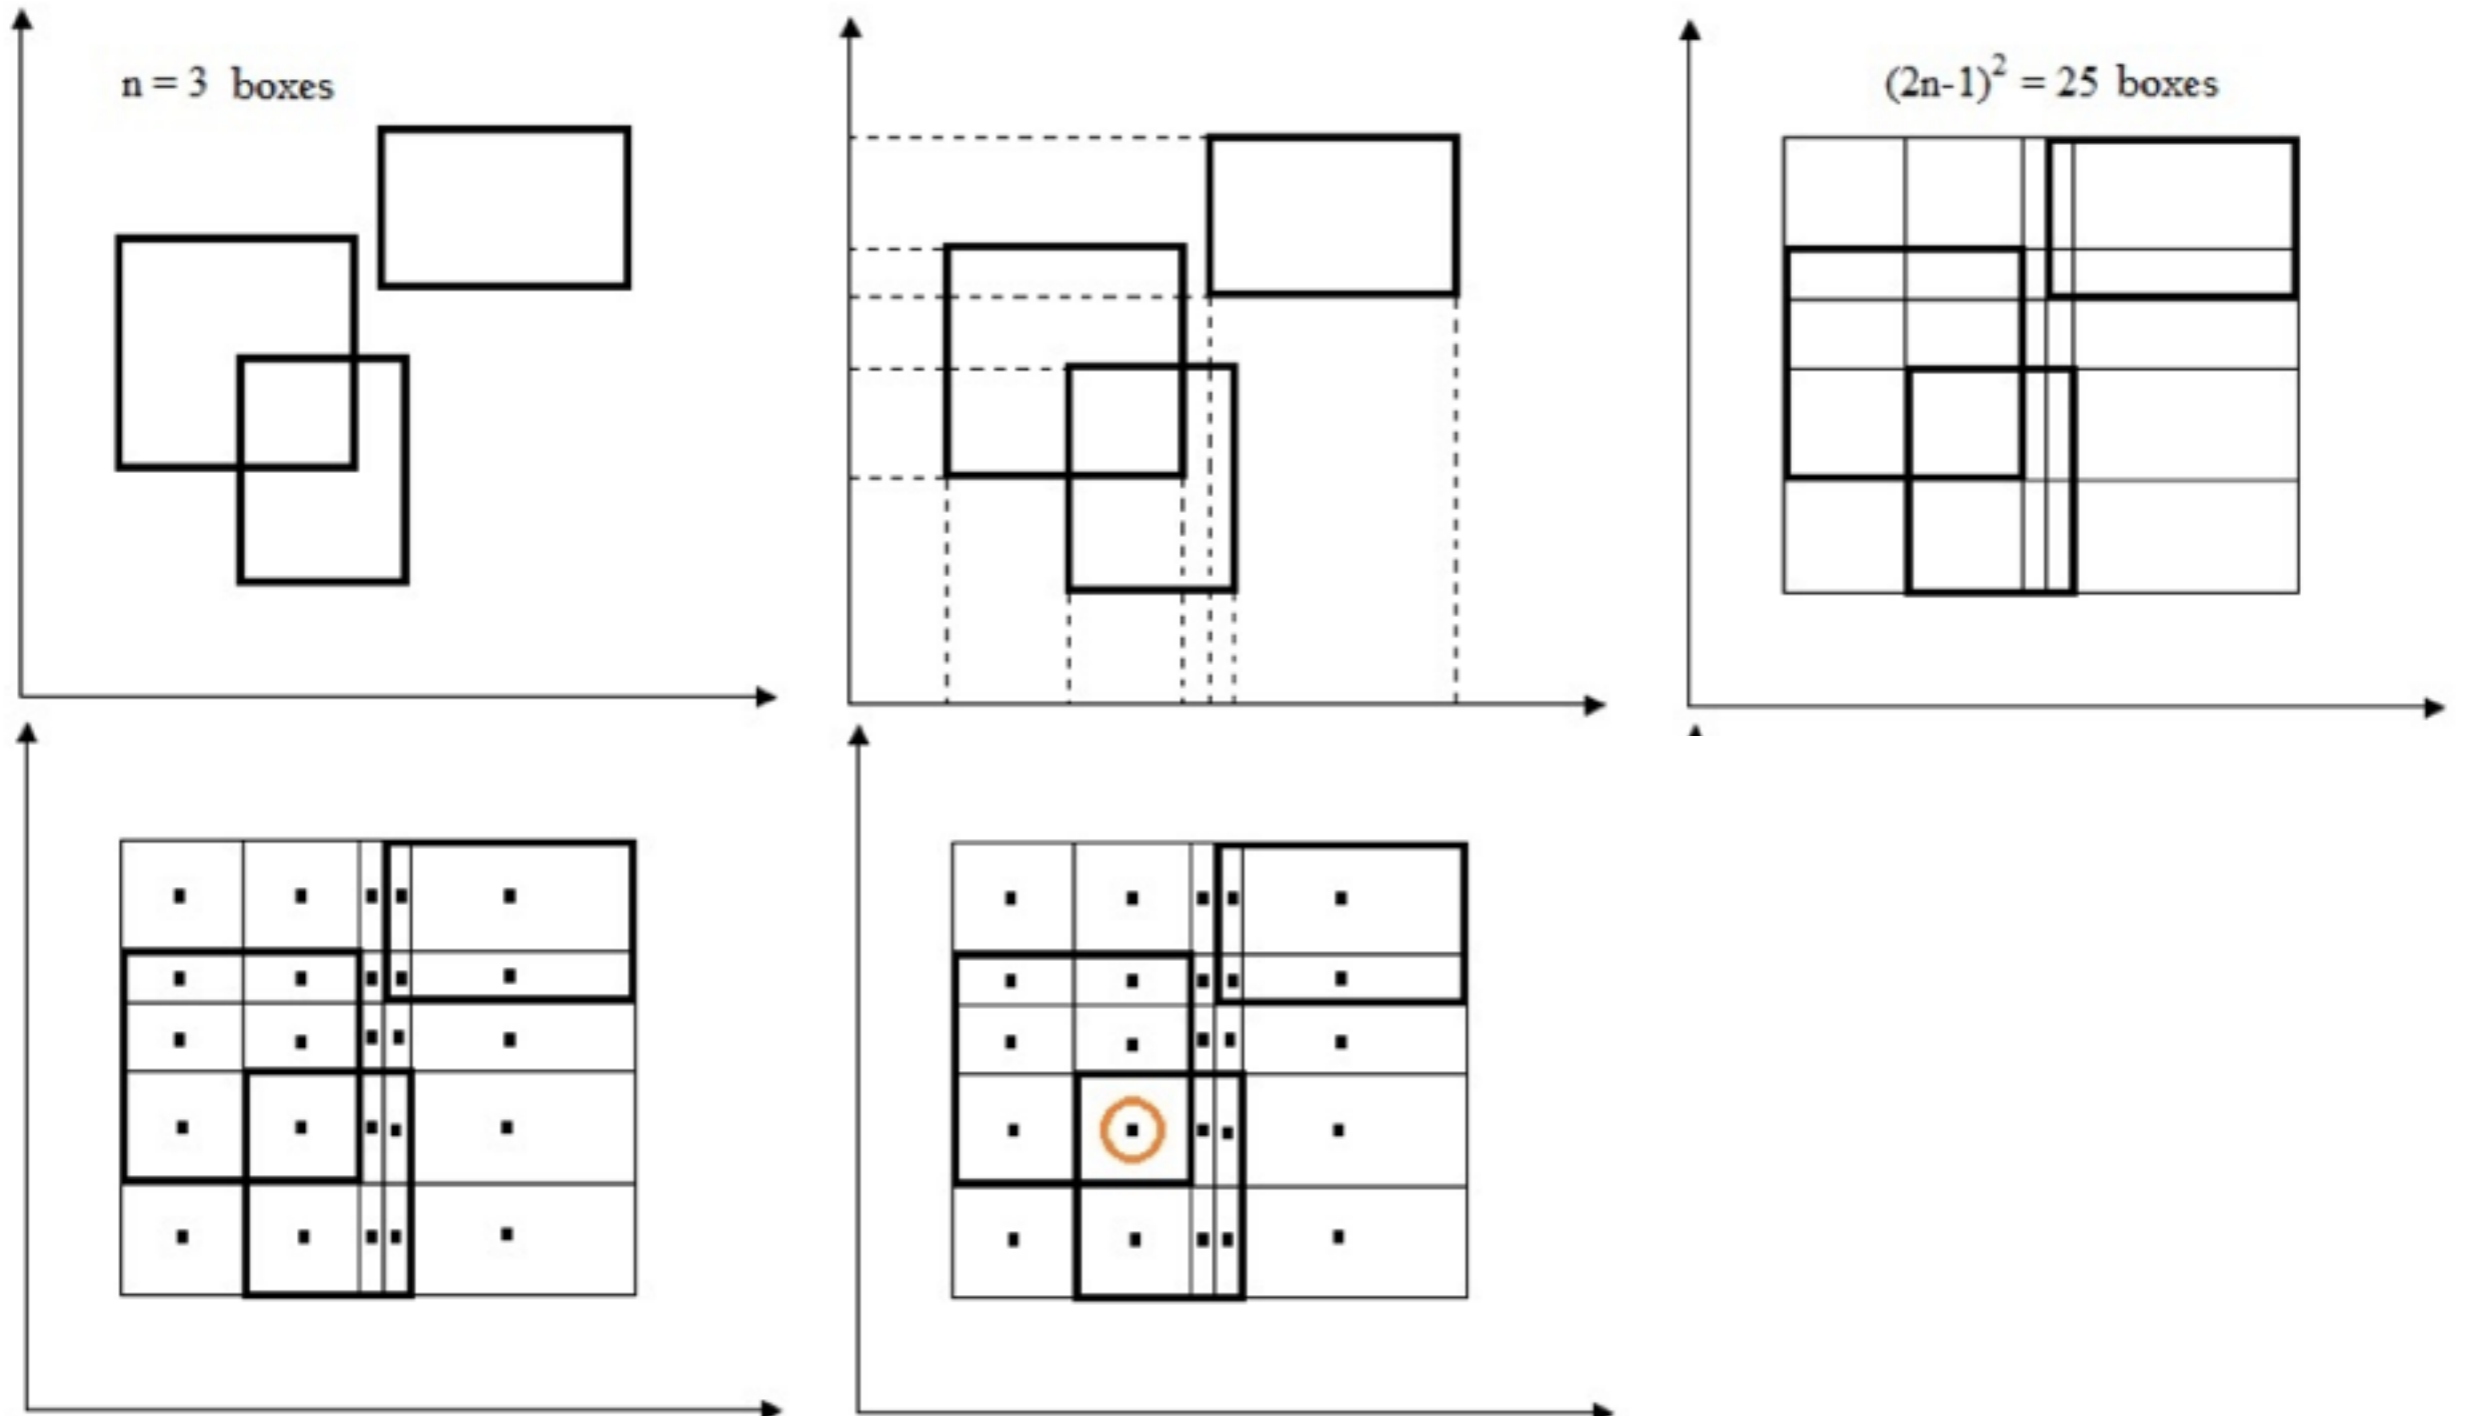 n = 3 boxes
(2n-1)² = 25 boxes